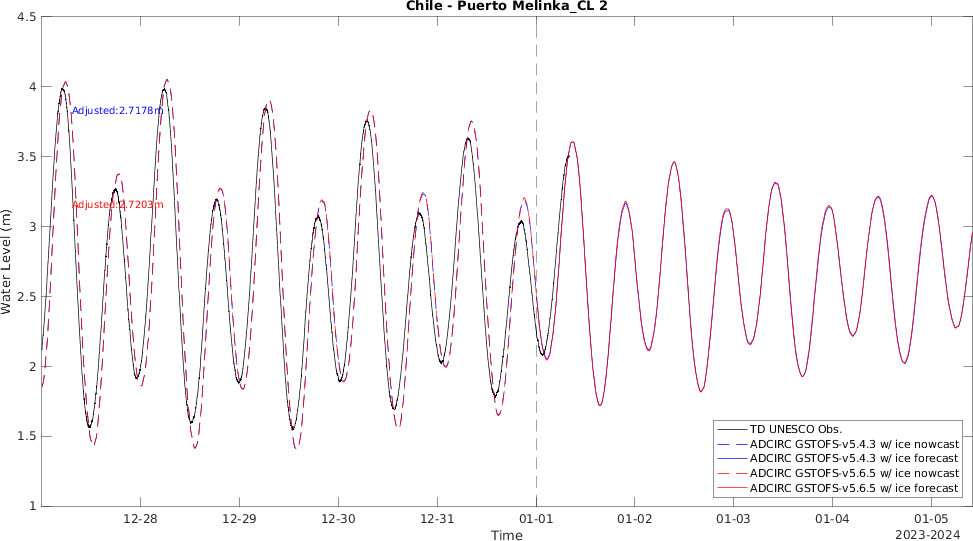 Chile - Puerto Melinka_CL 2
4.5
4
3.5
3
2.5
2
1.5
1
Water Level (m)
Adjusted:2.7178m
Adjusted:2.7203m
TD UNESCO Obs.
ADCIRC GSTOFS-v5.4.3 w/ ice nowcast
ADCIRC GSTOFS-v5.4.3 w/ ice forecast
ADCIRC GSTOFS-v5.6.5 w/ ice nowcast
ADCIRC GSTOFS-v5.6.5 w/ ice forecast
12-28 12-29 12-30 12-31 01-01 01-02 01-03 01-04 01-05
Time
2023-2024